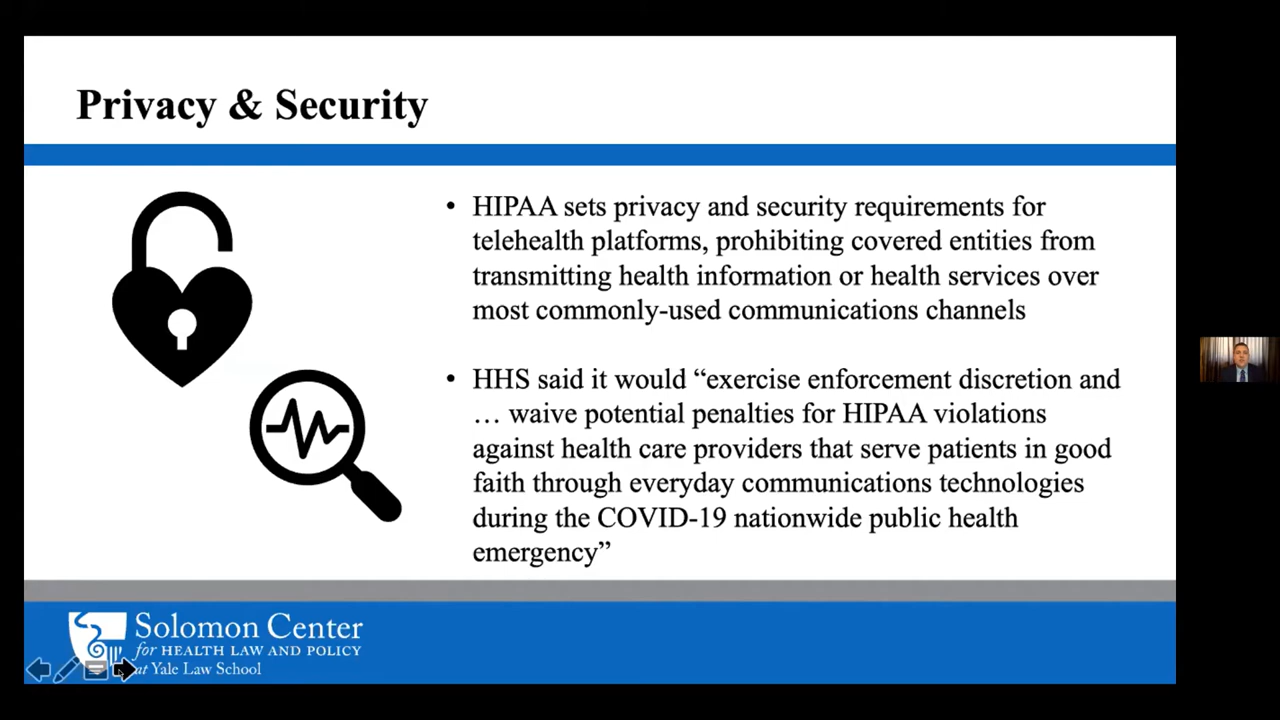 Privacy & Security
• HIPAA sets privacy and security requirements for
telehealth platforms, prohibiting covered entities from
transmitting health information or health services over
most commonly-used communications channels
• HHS said it would “exercise enforcement discretion and
… waive potential penalties for HIPAA violations
against health care providers that serve patients in good
faith through everyday communications technologies
during the COVID-19 nationwide public health
emergency”
Solomon Center
for HEALTH LAW AND POLICY
at Yale Law School